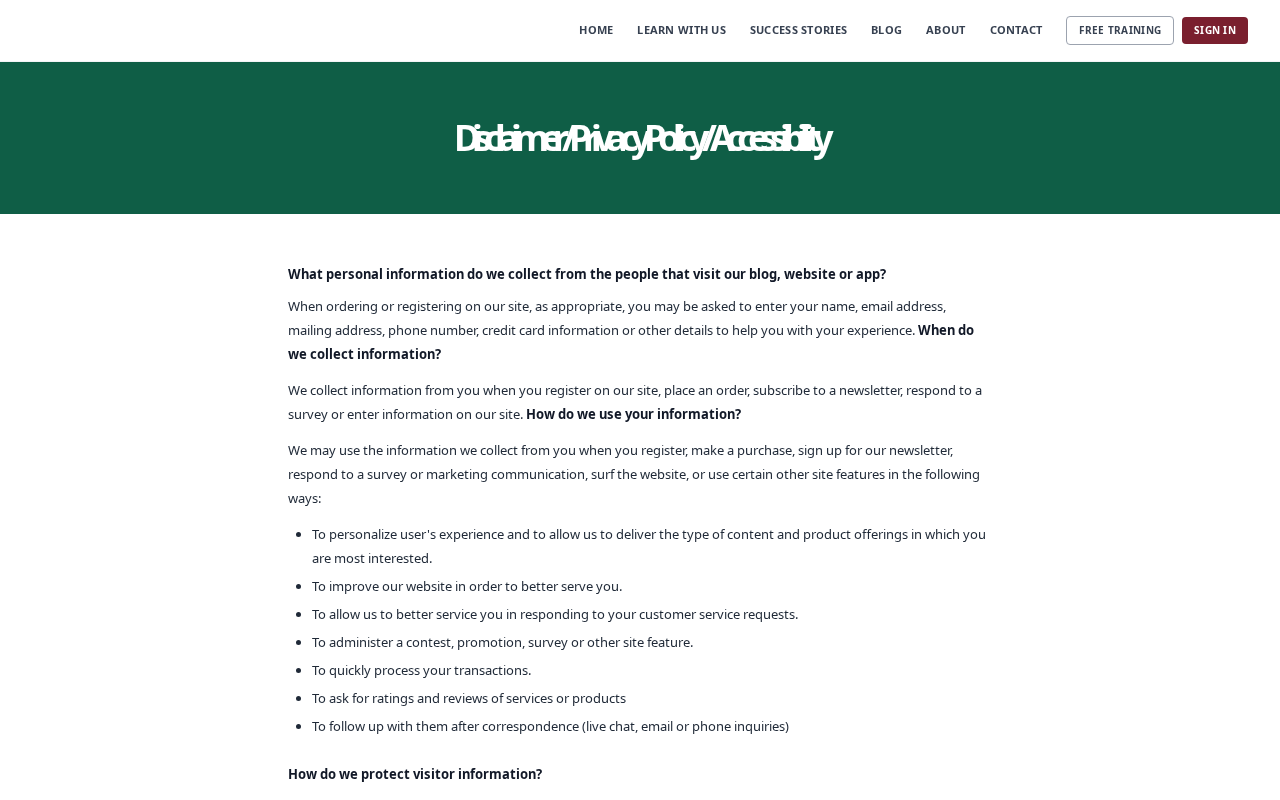 HOME LEARN WITH US SUCCESS STORIES BLOG ABOUT CONTACT FREE TRAINING SIGN IN
Disclaimer/Privacy Policy/Accessibility
What personal information do we collect from the people that visit our blog, website or app?
When ordering or registering on our site, as appropriate, you may be asked to enter your name, email address,
mailing address, phone number, credit card information or other details to help you with your experience. When do
we collect information?
We collect information from you when you register on our site, place an order, subscribe to a newsletter, respond to a
survey or enter information on our site. How do we use your information?
We may use the information we collect from you when you register, make a purchase, sign up for our newsletter,
respond to a survey or marketing communication, surf the website, or use certain other site features in the following
ways:
To personalize user's experience and to allow us to deliver the type of content and product offerings in which you
are most interested.
To improve our website in order to better serve you.
To allow us to better service you in responding to your customer service requests.
To administer a contest, promotion, survey or other site feature.
To quickly process your transactions.
To ask for ratings and reviews of services or products
To follow up with them after correspondence (live chat, email or phone inquiries)
How do we protect visitor information?